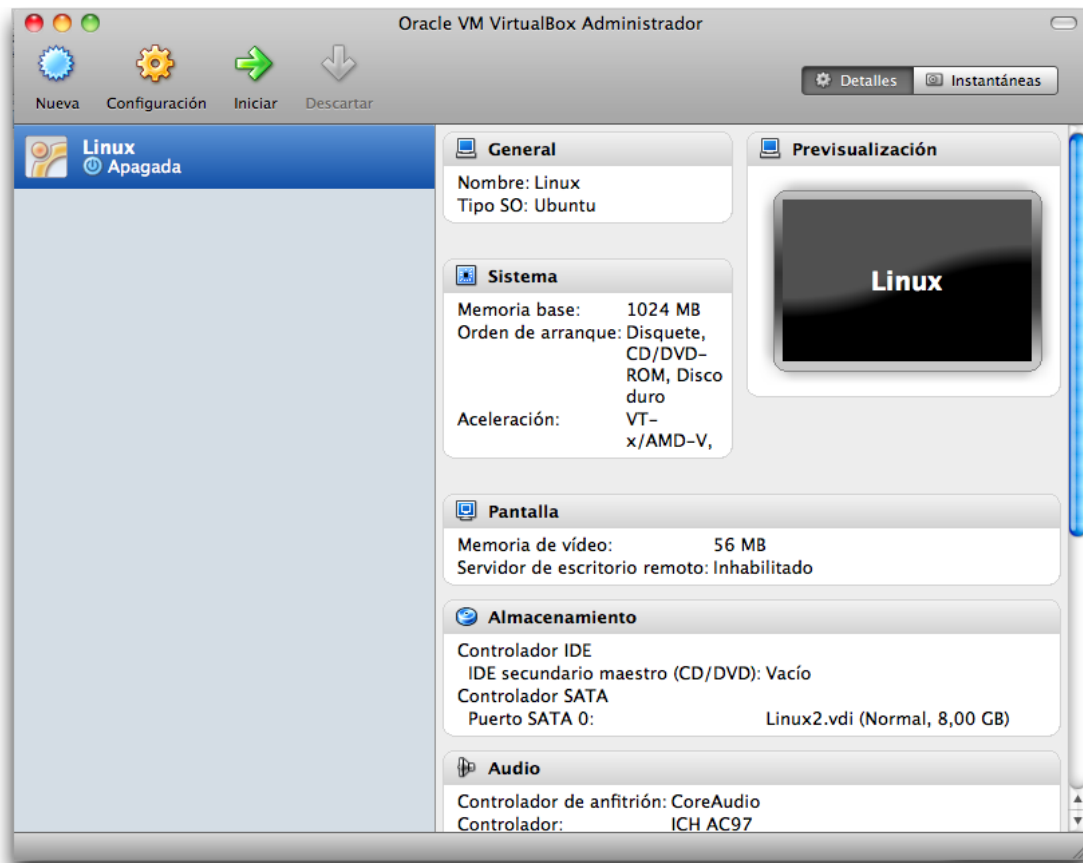 Oracle VM VirtualBox Administrador
Nueva
Configuración
Iniciar
Descartar
Detalles
Instantáneas
Linux
Apagada
General
Nombre: Linux
Tipo SO: Ubuntu
Previsualización
Linux
Sistema
Memoria base: 1024 MB
Orden de arranque: Disquete,
CD/DVD-
ROM, Disco
duro
Aceleración: VT-
x/AMD-V,
Pantalla
Memoria de vídeo: 56 MB
Servidor de escritorio remoto: Inhabilitado
Almacenamiento
Controlador IDE
IDE secundario maestro (CD/DVD): Vacío
Controlador SATA
Puerto SATA 0: Linux2.vdi (Normal, 8,00 GB)
Audio
Controlador de anfitrión: CoreAudio
Controlador: ICH AC97